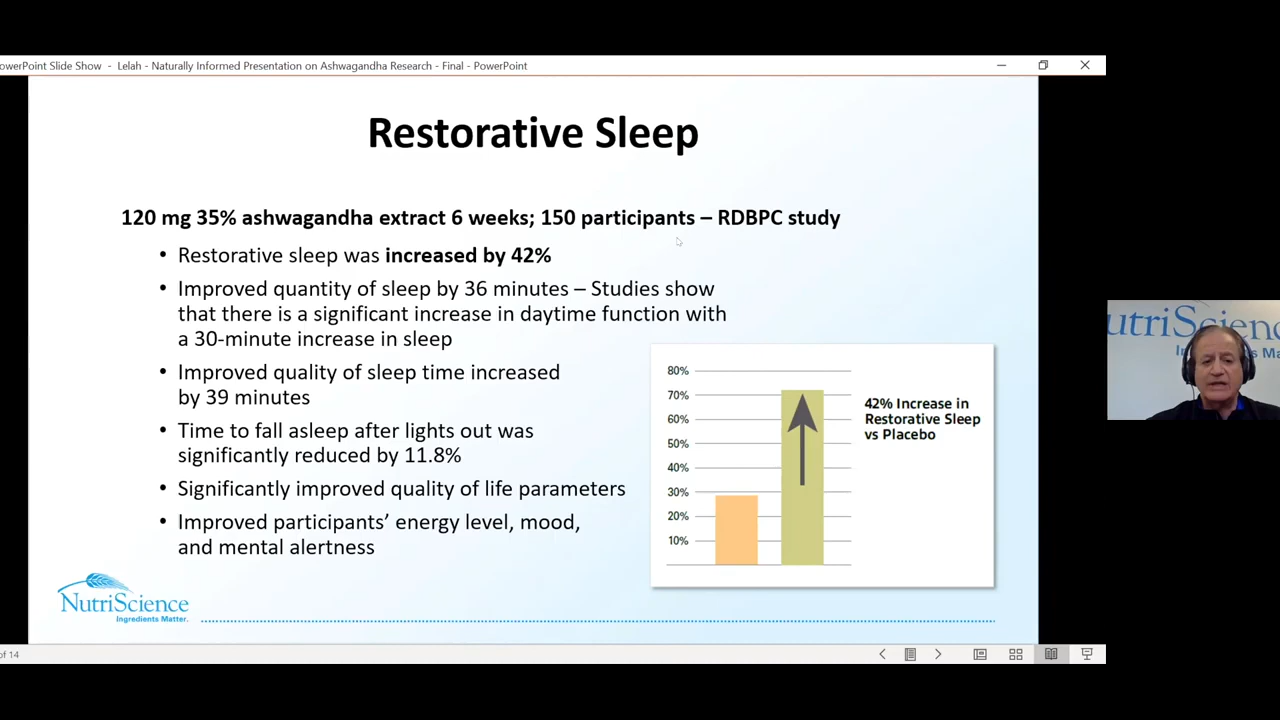 owerPoint Slide Show - Lelah - Naturally Informed Presentation on Ashwagandha Research - Final - PowerPoint
Restorative Sleep
120 mg 35% ashwagandha extract 6 weeks; 150 participants – RDBPC study
• Restorative sleep was increased by 42%
• Improved quantity of sleep by 36 minutes – Studies show
that there is a significant increase in daytime function with
a 30-minute increase in sleep
• Improved quality of sleep time increased
by 39 minutes
• Time to fall asleep after lights out was
significantly reduced by 11.8%
• Significantly improved quality of life parameters
• Improved participants’ energy level, mood,
and mental alertness
80%
70%
60%
50%
40%
30%
20%
10%
42% Increase in
Restorative Sleep
vs Placebo
NutriScience
Ingredients Matter.
utriScienc
In
Ma
of 14